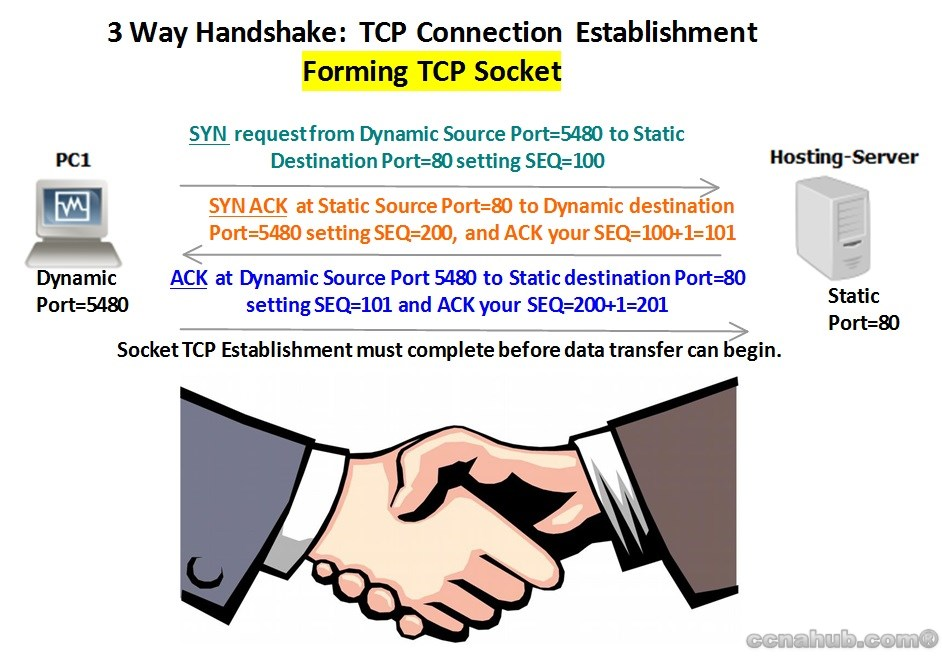 3 Way Handshake: TCP Connection Establishment
Forming TCP Socket
SYN request from Dynamic Source Port=5480 to Static
Destination Port=80 setting SEQ=100
PC1
Hosting-Server
SYN ACK at Static Source Port=80 to Dynamic destination
Port=5480 setting SEQ=200, and ACK your SEQ=100+1=101
ACK at Dynamic Source Port 5480 to Static destination Port=80
setting SEQ=101 and ACK your SEQ=200+1=201
Dynamic
Port=5480
Static
Port=80
Socket TCP Establishment must complete before data transfer can begin.
ccnahub.com®